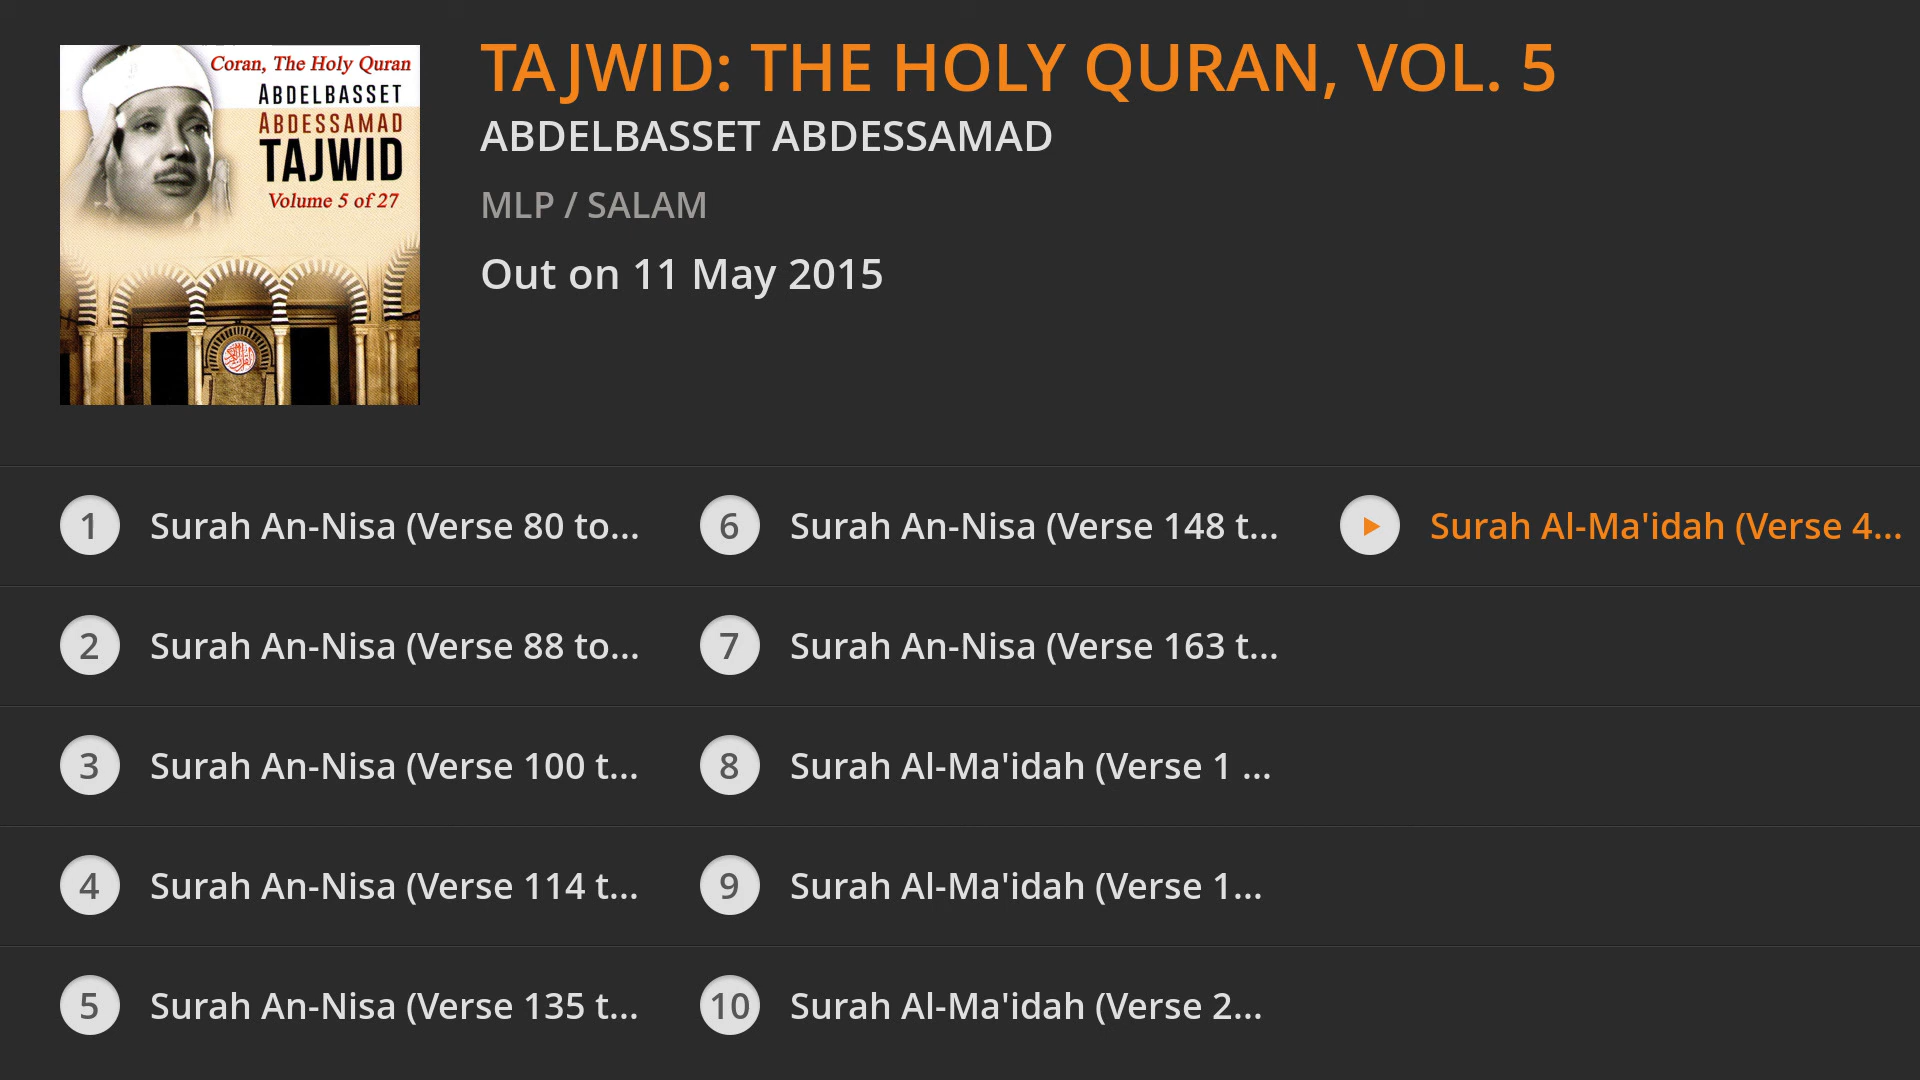 Coran, The Holy Quran
ABDELBASSET
ABDESSAMAD
TAJWID
Volume 5 of 27
TAJWID: THE HOLY QURAN, VOL. 5
ABDELBASSET ABDESSAMAD
MLP / SALAM
Out on 11 May 2015
1 Surah An-Nisa (Verse 80 to...
2 Surah An-Nisa (Verse 88 to...
3 Surah An-Nisa (Verse 100 t...
4 Surah An-Nisa (Verse 114 t...
5 Surah An-Nisa (Verse 135 t...
6 Surah An-Nisa (Verse 148 t...
7 Surah An-Nisa (Verse 163 t...
8 Surah Al-Ma'idah (Verse 1 ...
9 Surah Al-Ma'idah (Verse 1...
10 Surah Al-Ma'idah (Verse 2...
Surah Al-Ma'idah (Verse 4...